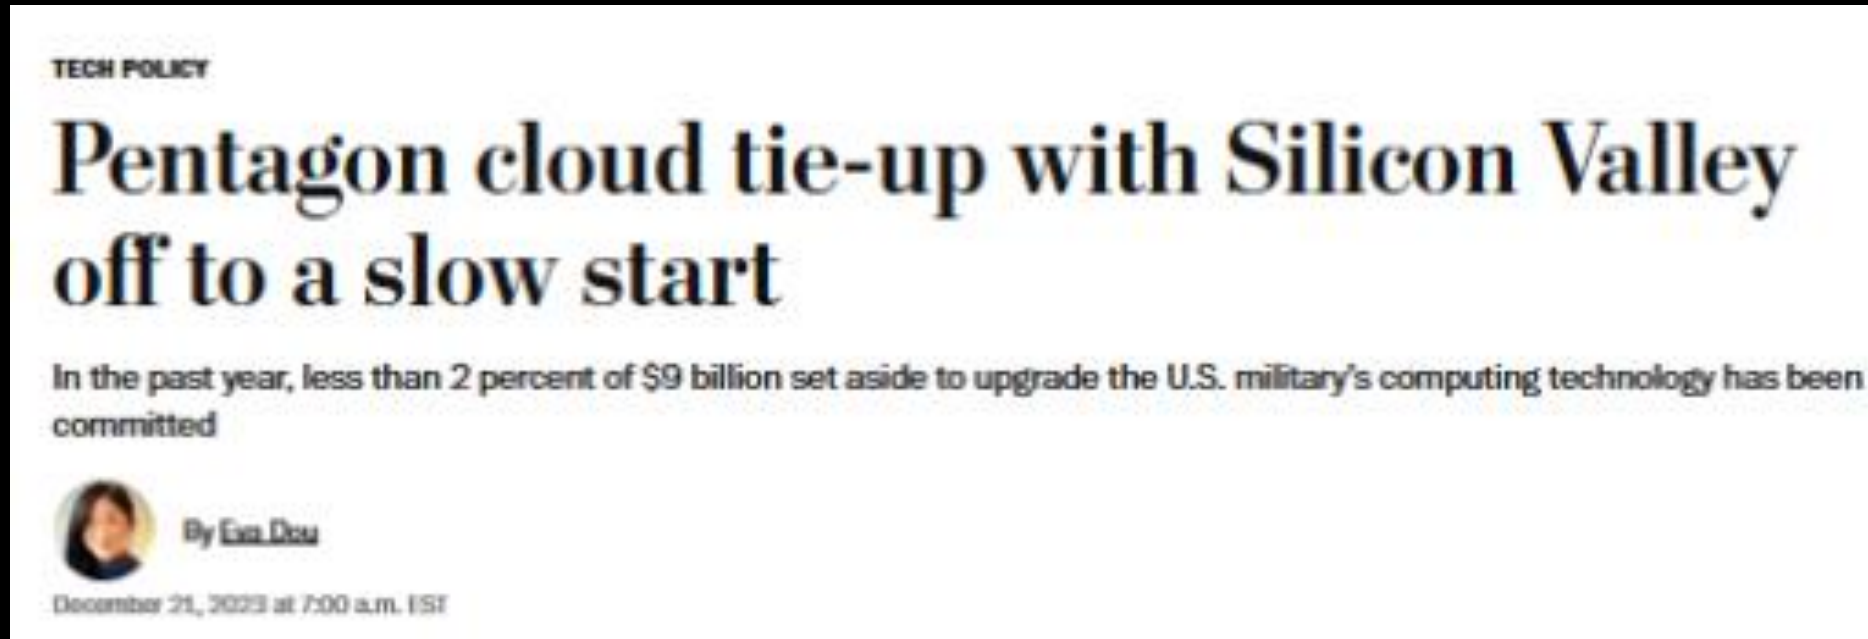 TECH POLICY
Pentagon cloud tie-up with Silicon Valley
off to a slow start
In the past year, less than 2 percent of $9 billion set aside to upgrade the U.S. military's computing technology has been
committed
By Eva Dou
December 21, 2023 at 7:00 a.m. EST